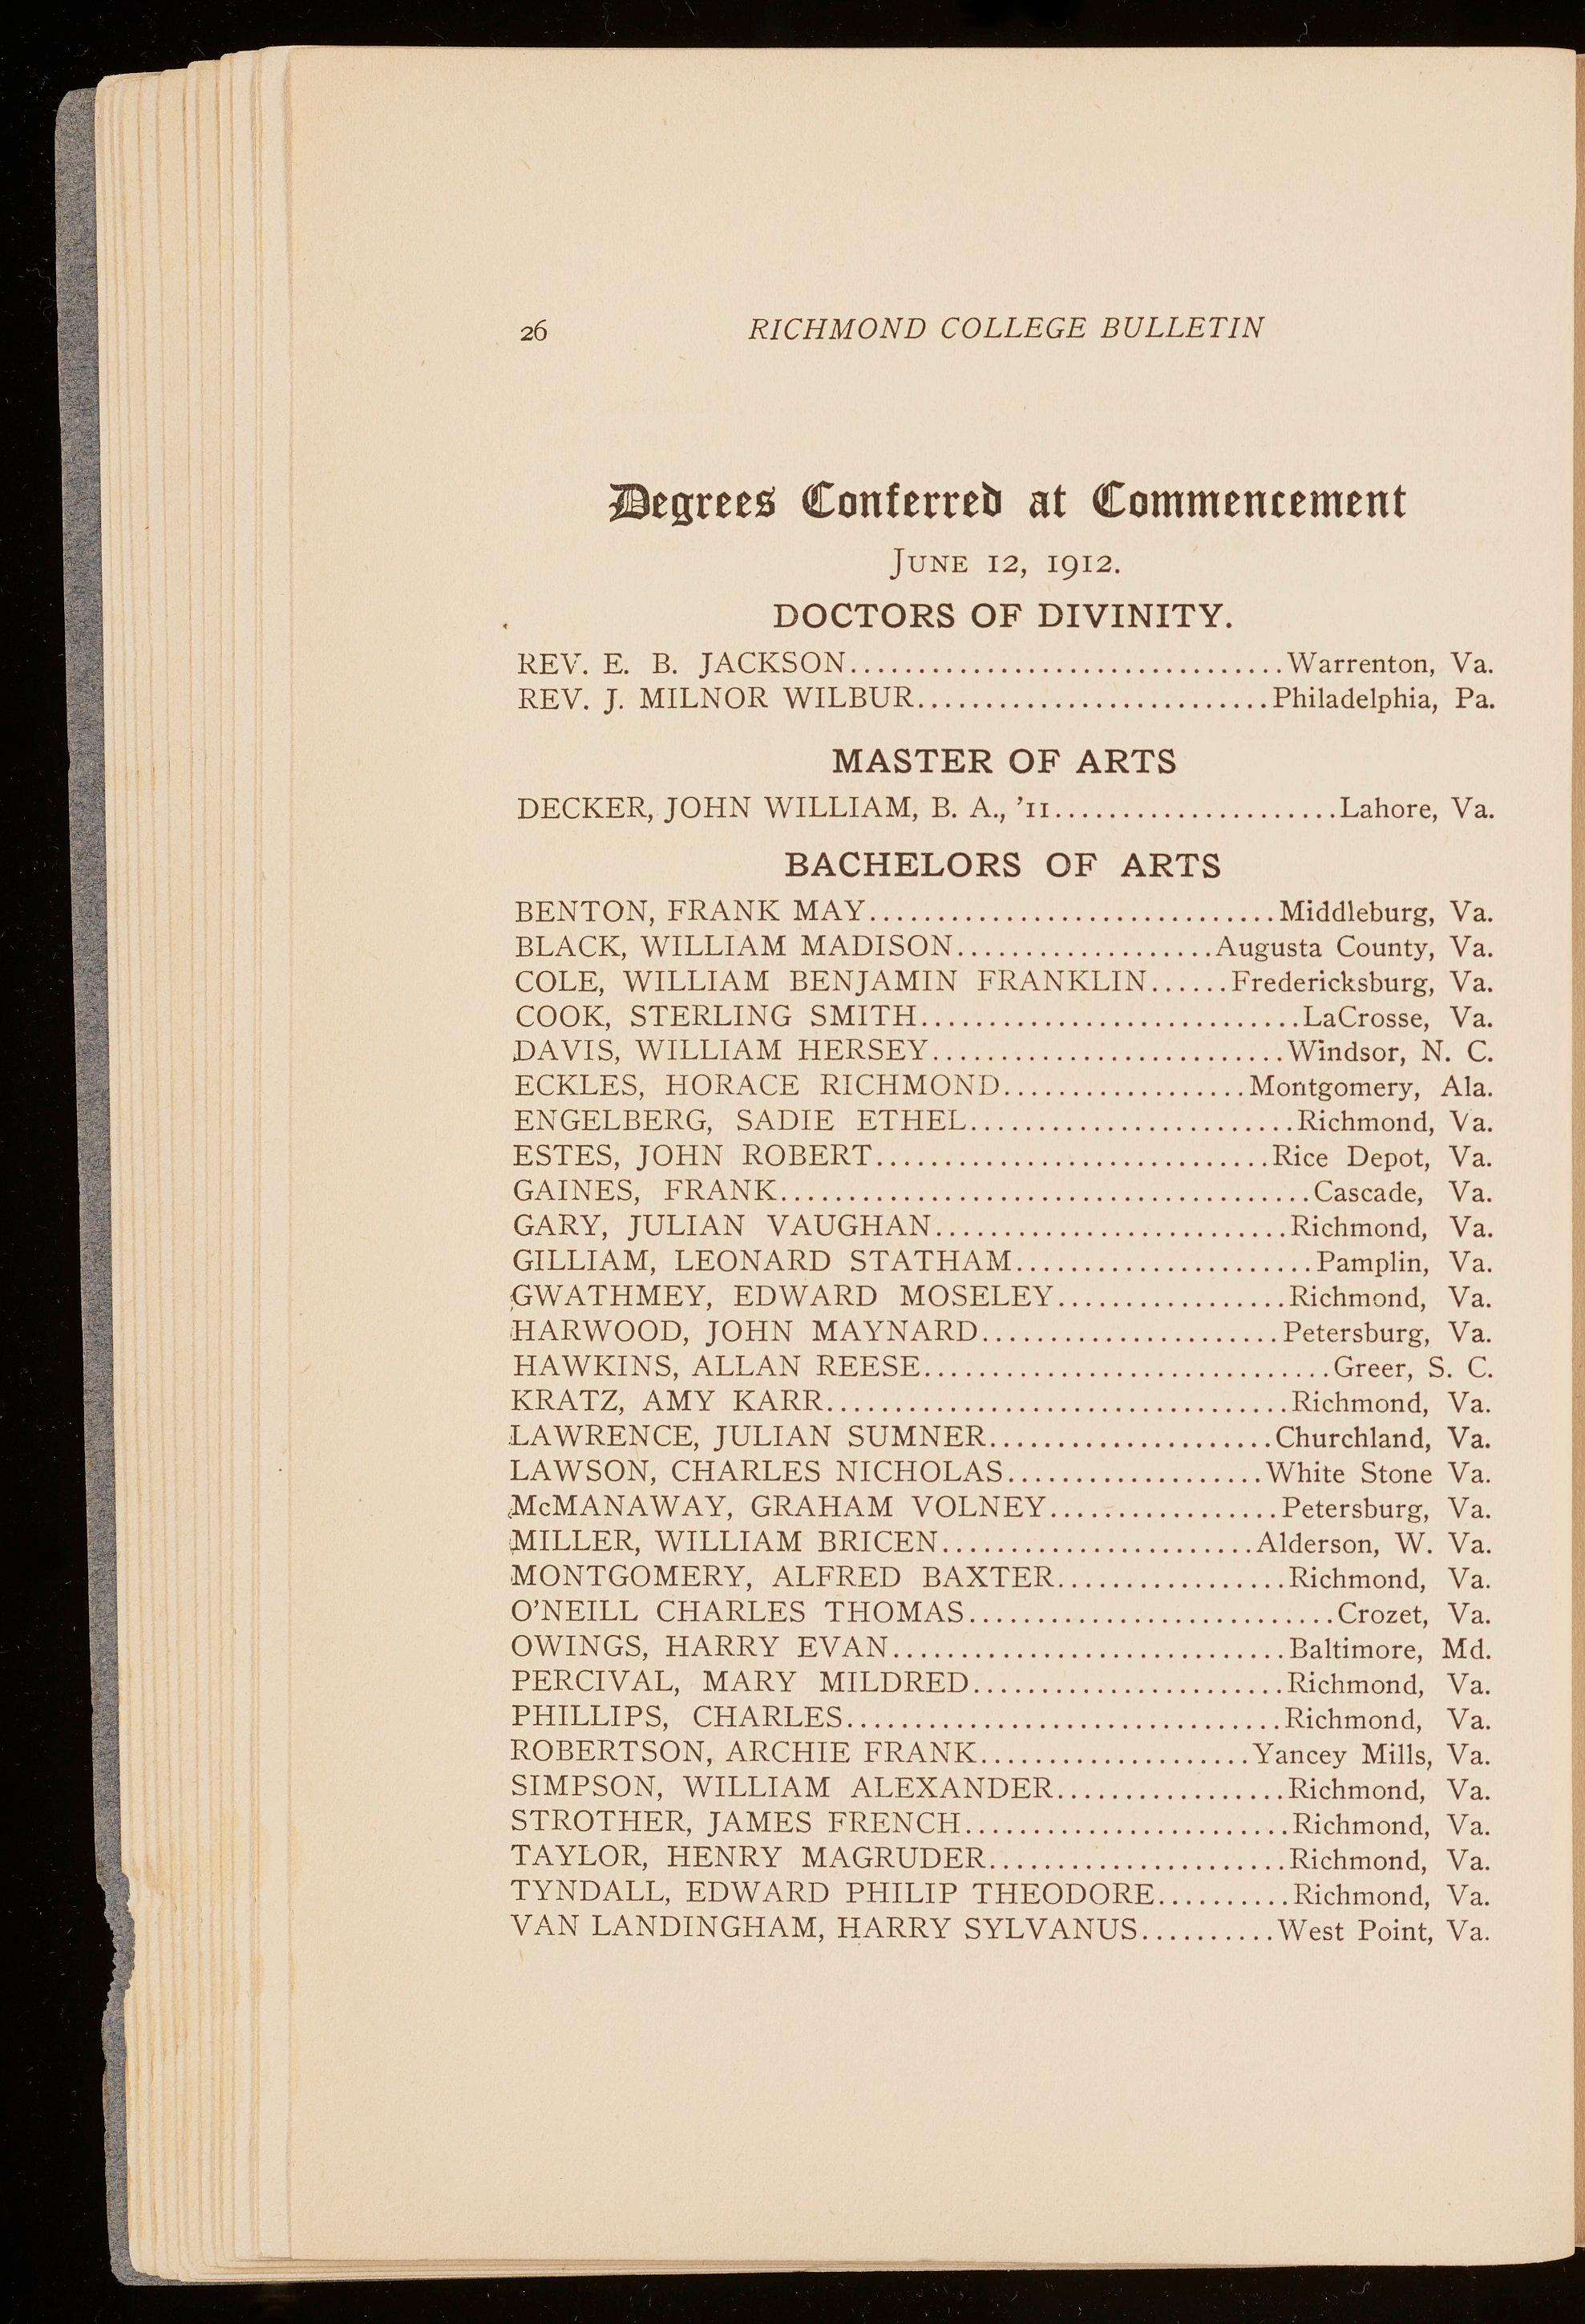 26 RICHMOND COLLEGE BULLETIN
Degrees Conferred at Commencement
JUNE 12, 1912.
DOCTORS OF DIVINITY.
REV. E. B. JACKSON................................Warrenton, Va.
REV. J. MILNOR WILBUR..........................Philadelphia, Pa.
MASTER OF ARTS
DECKER, JOHN WILLIAM, B. A., ’11.....................Lahore, Va.
BACHELORS OF ARTS
BENTON, FRANK MAY..............................Middleburg, Va.
BLACK, WILLIAM MADISON...................Augusta County, Va.
COLE, WILLIAM BENJAMIN FRANKLIN......Fredericksburg, Va.
COOK, STERLING SMITH............................LaCrosse, Va.
DAVIS, WILLIAM HERSEY..........................Windsor, N. C.
ECKLES, HORACE RICHMOND..................Montgomery, Ala.
ENGELBERG, SADIE ETHEL........................Richmond, Va.
ESTES, JOHN ROBERT.............................Rice Depot, Va.
GAINES, FRANK.......................................Cascade, Va.
GARY, JULIAN VAUGHAN..........................Richmond, Va.
GILLIAM, LEONARD STATHAM......................Pamplin, Va.
GWATHMEY, EDWARD MOSELEY.................Richmond, Va.
HARWOOD, JOHN MAYNARD......................Petersburg, Va.
HAWKINS, ALLAN REESE..............................Greer, S. C.
KRATZ, AMY KARR..................................Richmond, Va.
LAWRENCE, JULIAN SUMNER.....................Churchland, Va.
LAWSON, CHARLES NICHOLAS...................White Stone Va.
McMANAWAY, GRAHAM VOLNEY.................Petersburg, Va.
MILLER, WILLIAM BRICEN.......................Alderson, W. Va.
MONTGOMERY, ALFRED BAXTER.................Richmond, Va.
O’NEILL CHARLES THOMAS...........................Crozet, Va.
OWINGS, HARRY EVAN.............................Baltimore, Md.
PERCIVAL, MARY MILDRED.......................Richmond, Va.
PHILLIPS, CHARLES................................Richmond, Va.
ROBERTSON, ARCHIE FRANK....................Yancey Mills, Va.
SIMPSON, WILLIAM ALEXANDER.................Richmond, Va.
STROTHER, JAMES FRENCH........................Richmond, Va.
TAYLOR, HENRY MAGRUDER......................Richmond, Va.
TYNDALL, EDWARD PHILIP THEODORE..........Richmond, Va.
VAN LANDINGHAM, HARRY SYLVANUS..........West Point, Va.